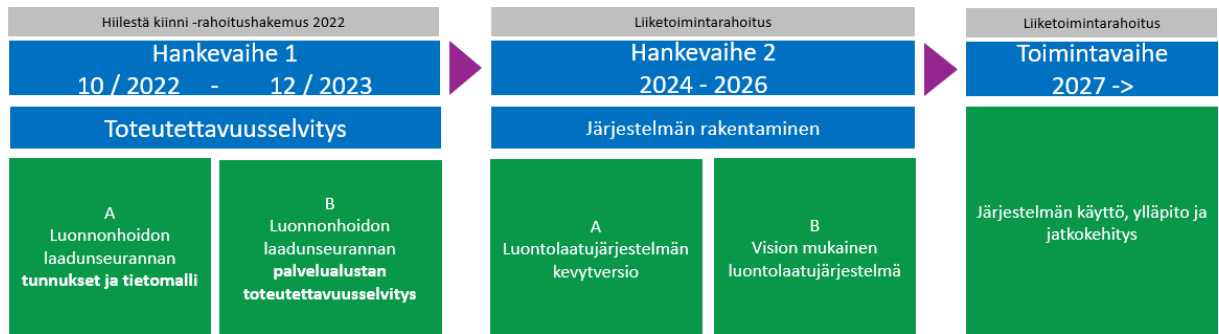 Hiilestä kiinni -rahoitushakemus 2022
Hankevaihe 1
10 / 2022 - 12 / 2023
Toteutettavuusselvitys
A
Luonnonhoidon
laadunseurannan
tunnukset ja tietomalli
B
Luonnonhoidon
laadunseurannan
palvelualustan
toteutettavuusselvitys
Liiketoimintarahoitus
Hankevaihe 2
2024 - 2026
Järjestelmän rakentaminen
A
Luontolaatujärjestelmän
kevytversio
B
Vision mukainen
luontolaatujärjestelmä
Liiketoimintarahoitus
Toimintavaihe
2027 ->
Järjestelmän käyttö, ylläpito ja
jatkokehitys